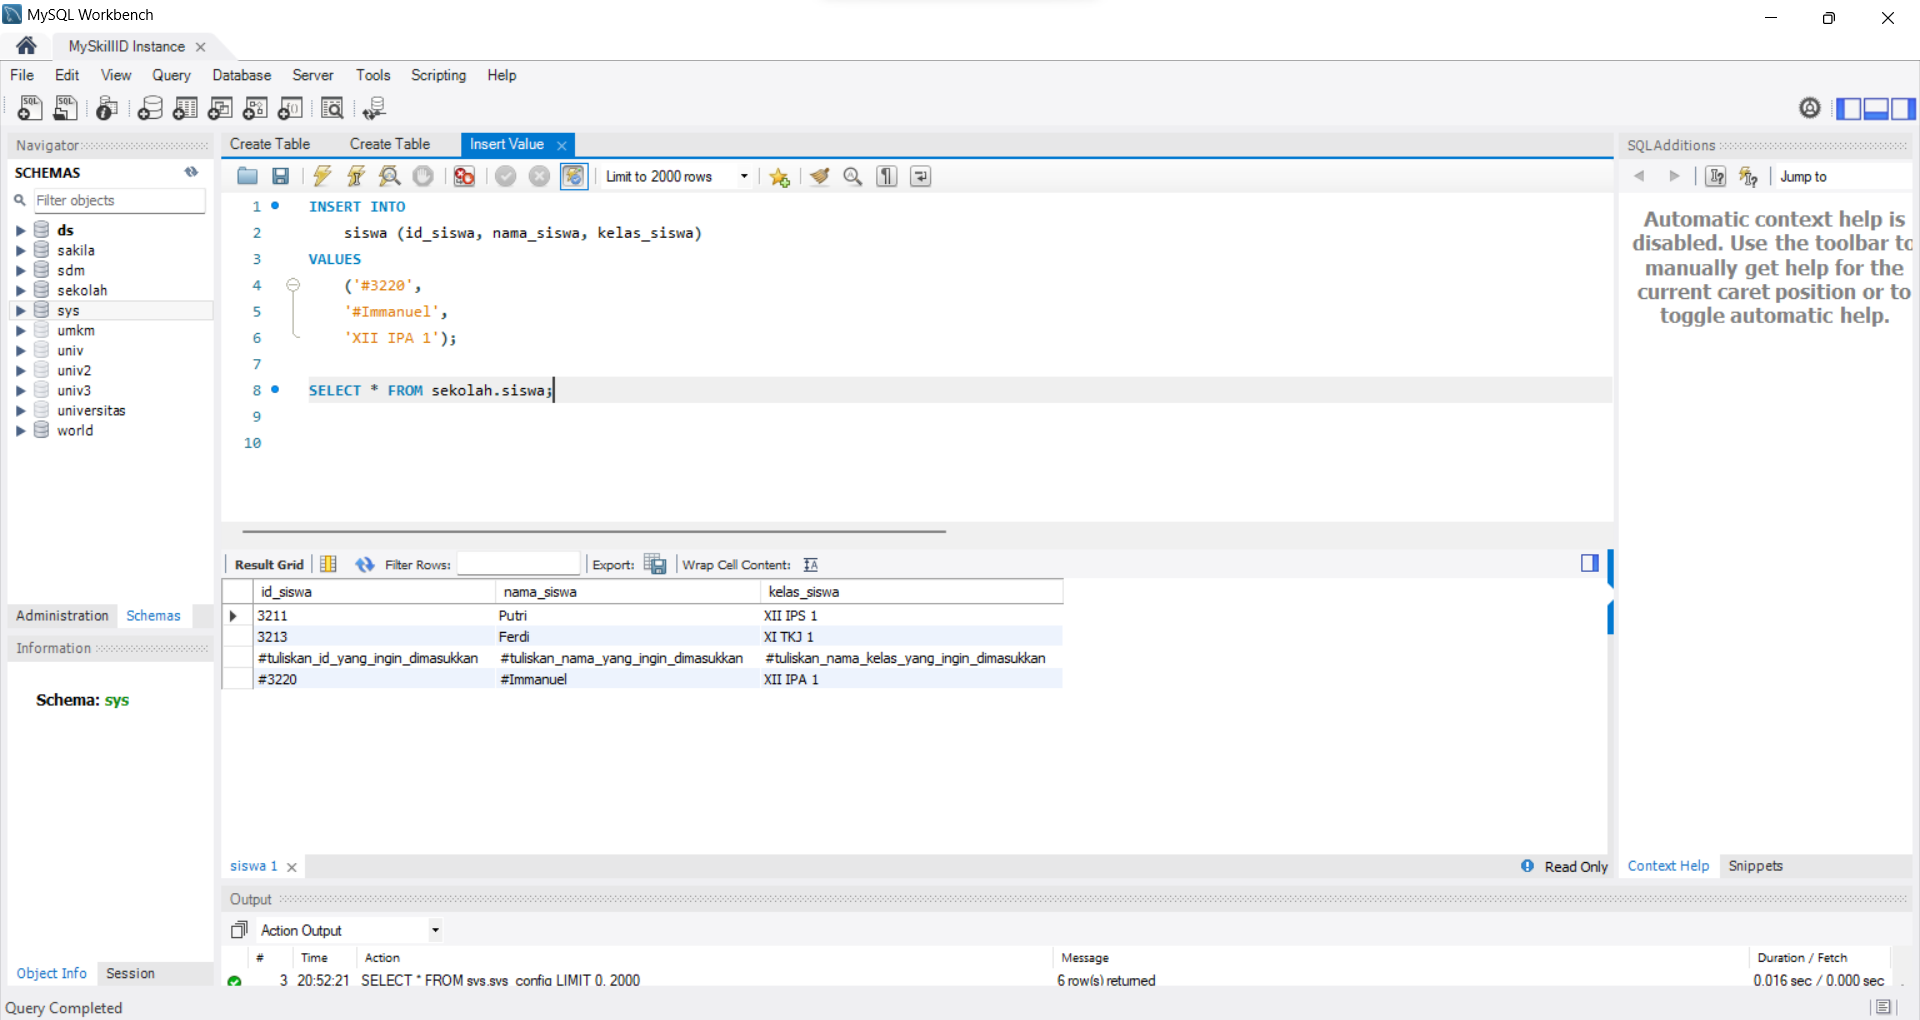 MySQL Workbench
MySkillID Instance
File Edit View Query Database Server Tools Scripting Help
Navigator
SCHEMAS
Filter objects
ds
sakila
sdm
sekolah
sys
umkm
univ
univ2
univ3
universitas
world
Administration Schemas
Information
Schema: sys
Object Info Session
Create Table Create Table Insert Value
Limit to 2000 rows
1 INSERT INTO
2 siswa (id_siswa, nama_siswa, kelas_siswa)
3 VALUES
4 ('#3220',
5 '#Immanuel',
6 'XII IPA 1');
7
8 SELECT * FROM sekolah.siswa;
9
10
Result Grid Filter Rows: Export: Wrap Cell Content:
id_siswa nama_siswa kelas_siswa
3211 Putri XII IPS 1
3213 Ferdi XI TKJ 1
#tuliskan_id_yang_ingin_dimasukkan #tuliskan_nama_yang_ingin_dimasukkan #tuliskan_nama_kelas_yang_ingin_dimasukkan
#3220 #Immanuel XII IPA 1
siswa 1 Read Only
Output
Action Output
# Time Action Message Duration / Fetch
3 20:52:21 SELECT * FROM sys.sys_config LIMIT 0, 2000 6 row(s) returned 0.016 sec / 0.000 sec
SQLAdditions
Jump to
Automatic context help is
disabled. Use the toolbar to
manually get help for the
current caret position or to
toggle automatic help.
Context Help Snippets
Query Completed